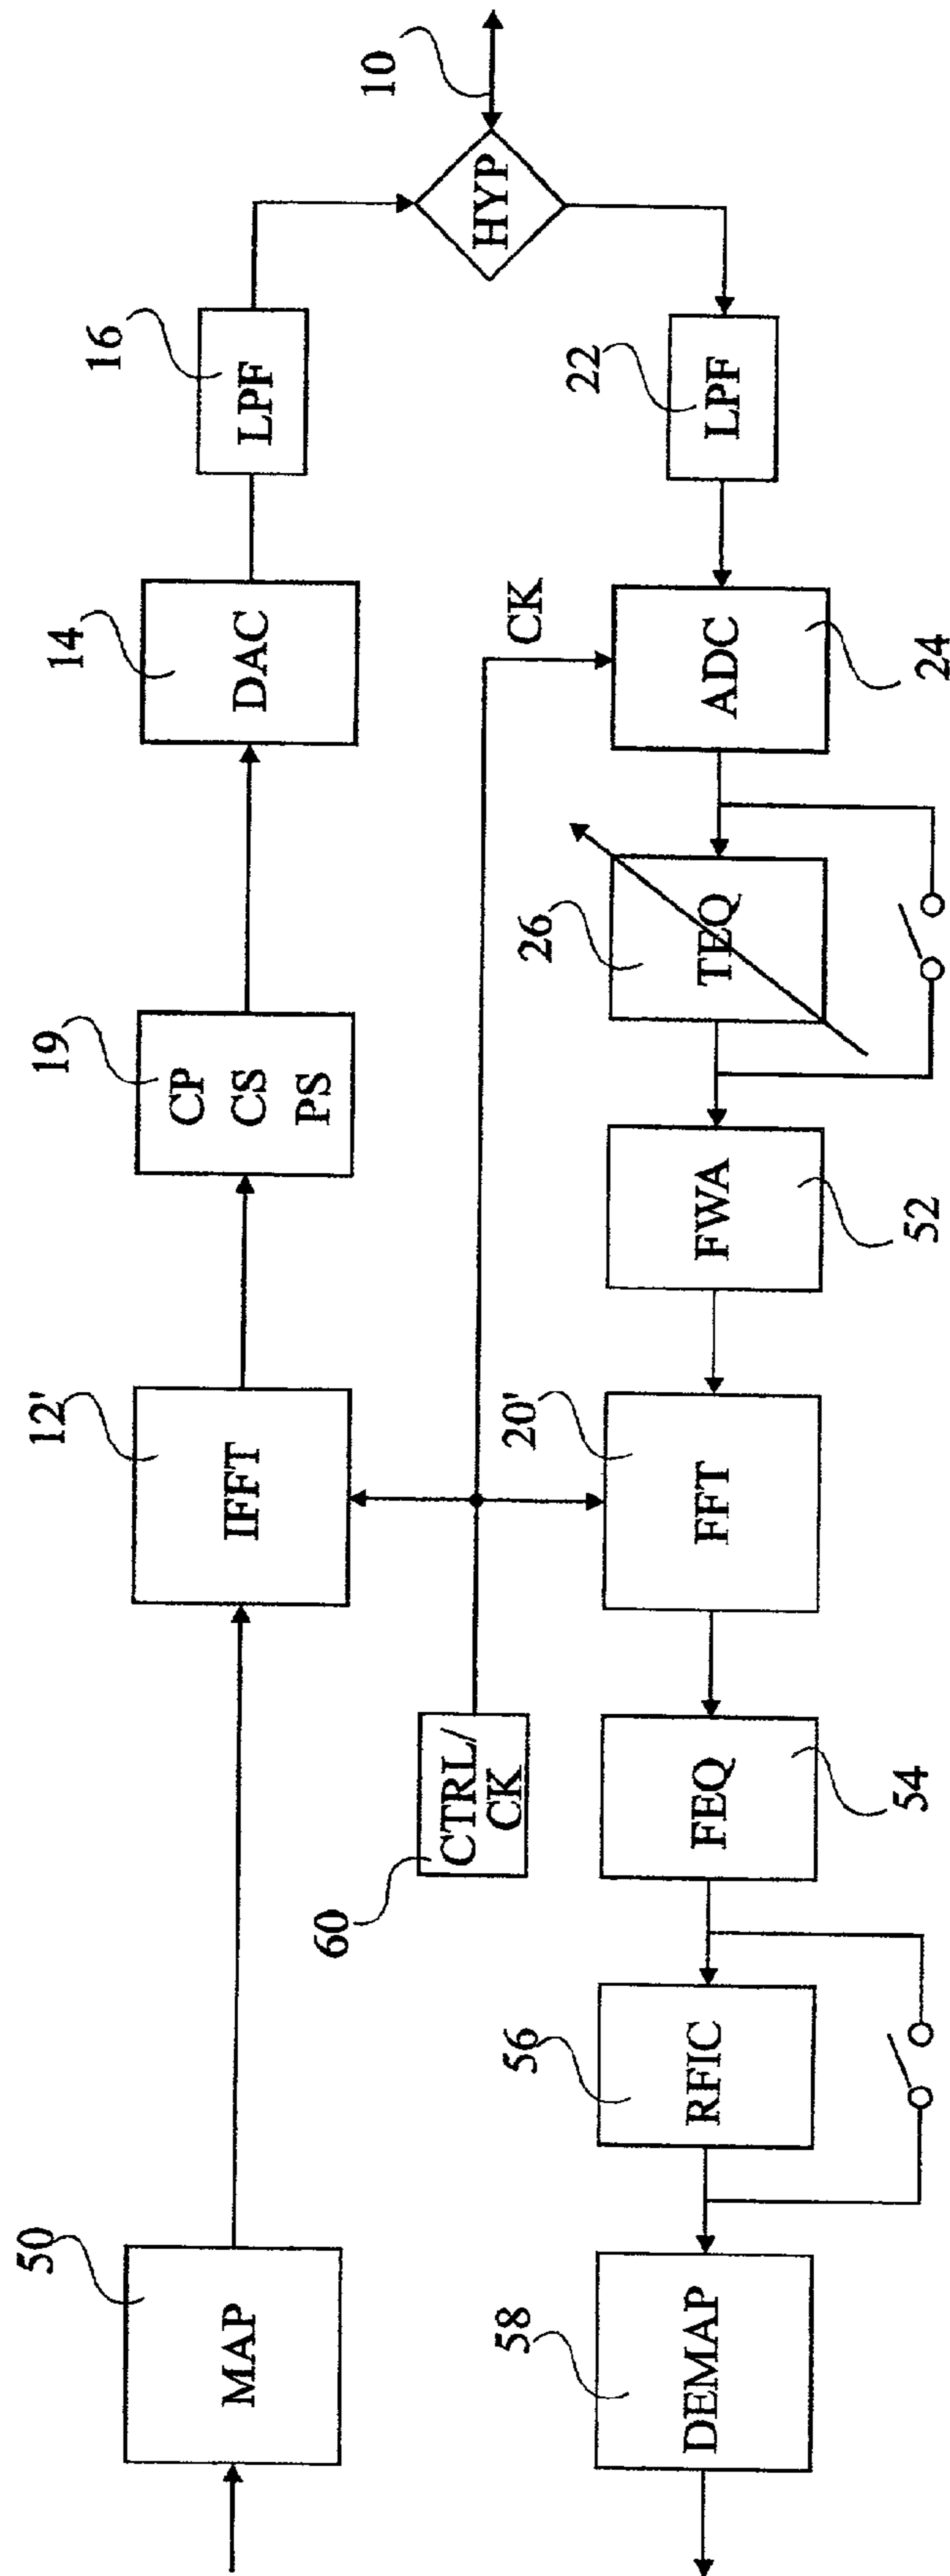 50
MAP
12'
IFFT
19
CP
CS
PS
14
DAC
16
LPF
10
HYP
60
CTRL/
CK
CK
58
DEMAP
56
RFIC
FEQ
54
20'
FFT
FWA
52
26
TEQ
ADC
24
22
LPF